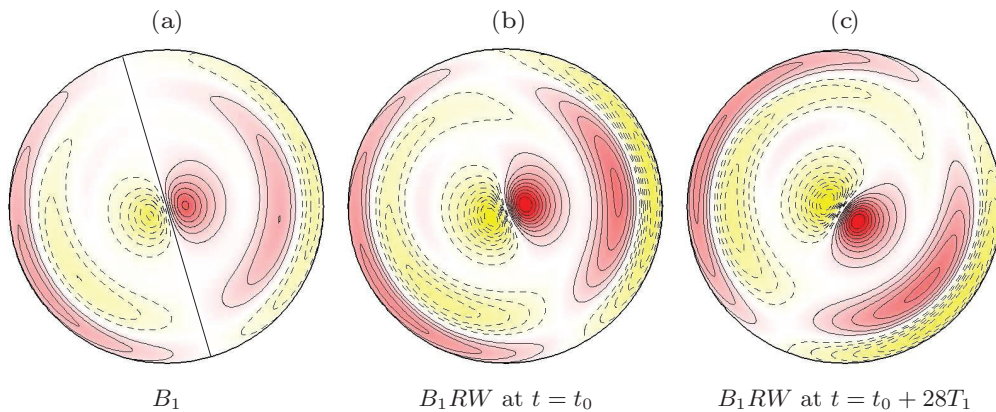 (a) (b) (c)
B₁ B₁RW at t = t₀ B₁RW at t = t₀ + 28T₁